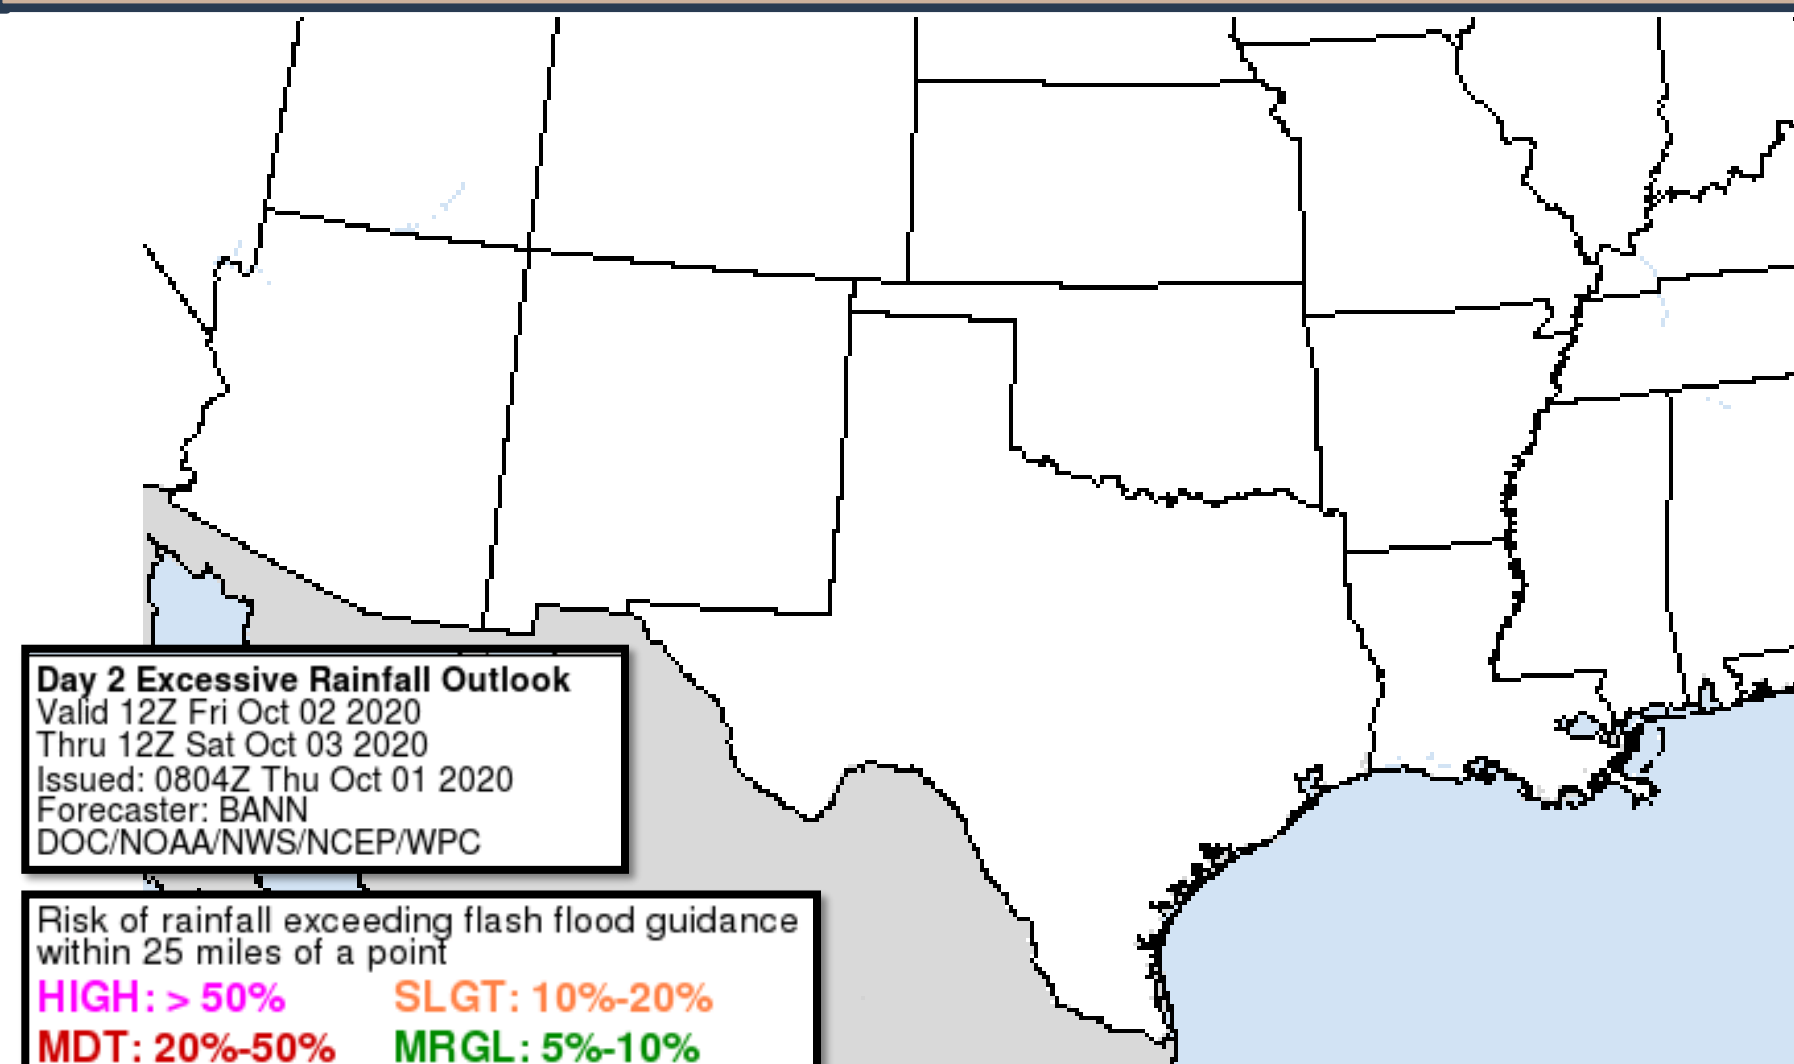 Day 2 Excessive Rainfall Outlook
Valid 12Z Fri Oct 02 2020
Thru 12Z Sat Oct 03 2020
Issued: 0804Z Thu Oct 01 2020
Forecaster: BANN
DOC/NOAA/NWS/NCEP/WPC
Risk of rainfall exceeding flash flood guidance
within 25 miles of a point
HIGH: > 50% SLGT: 10%-20%
MDT: 20%-50% MRGL: 5%-10%